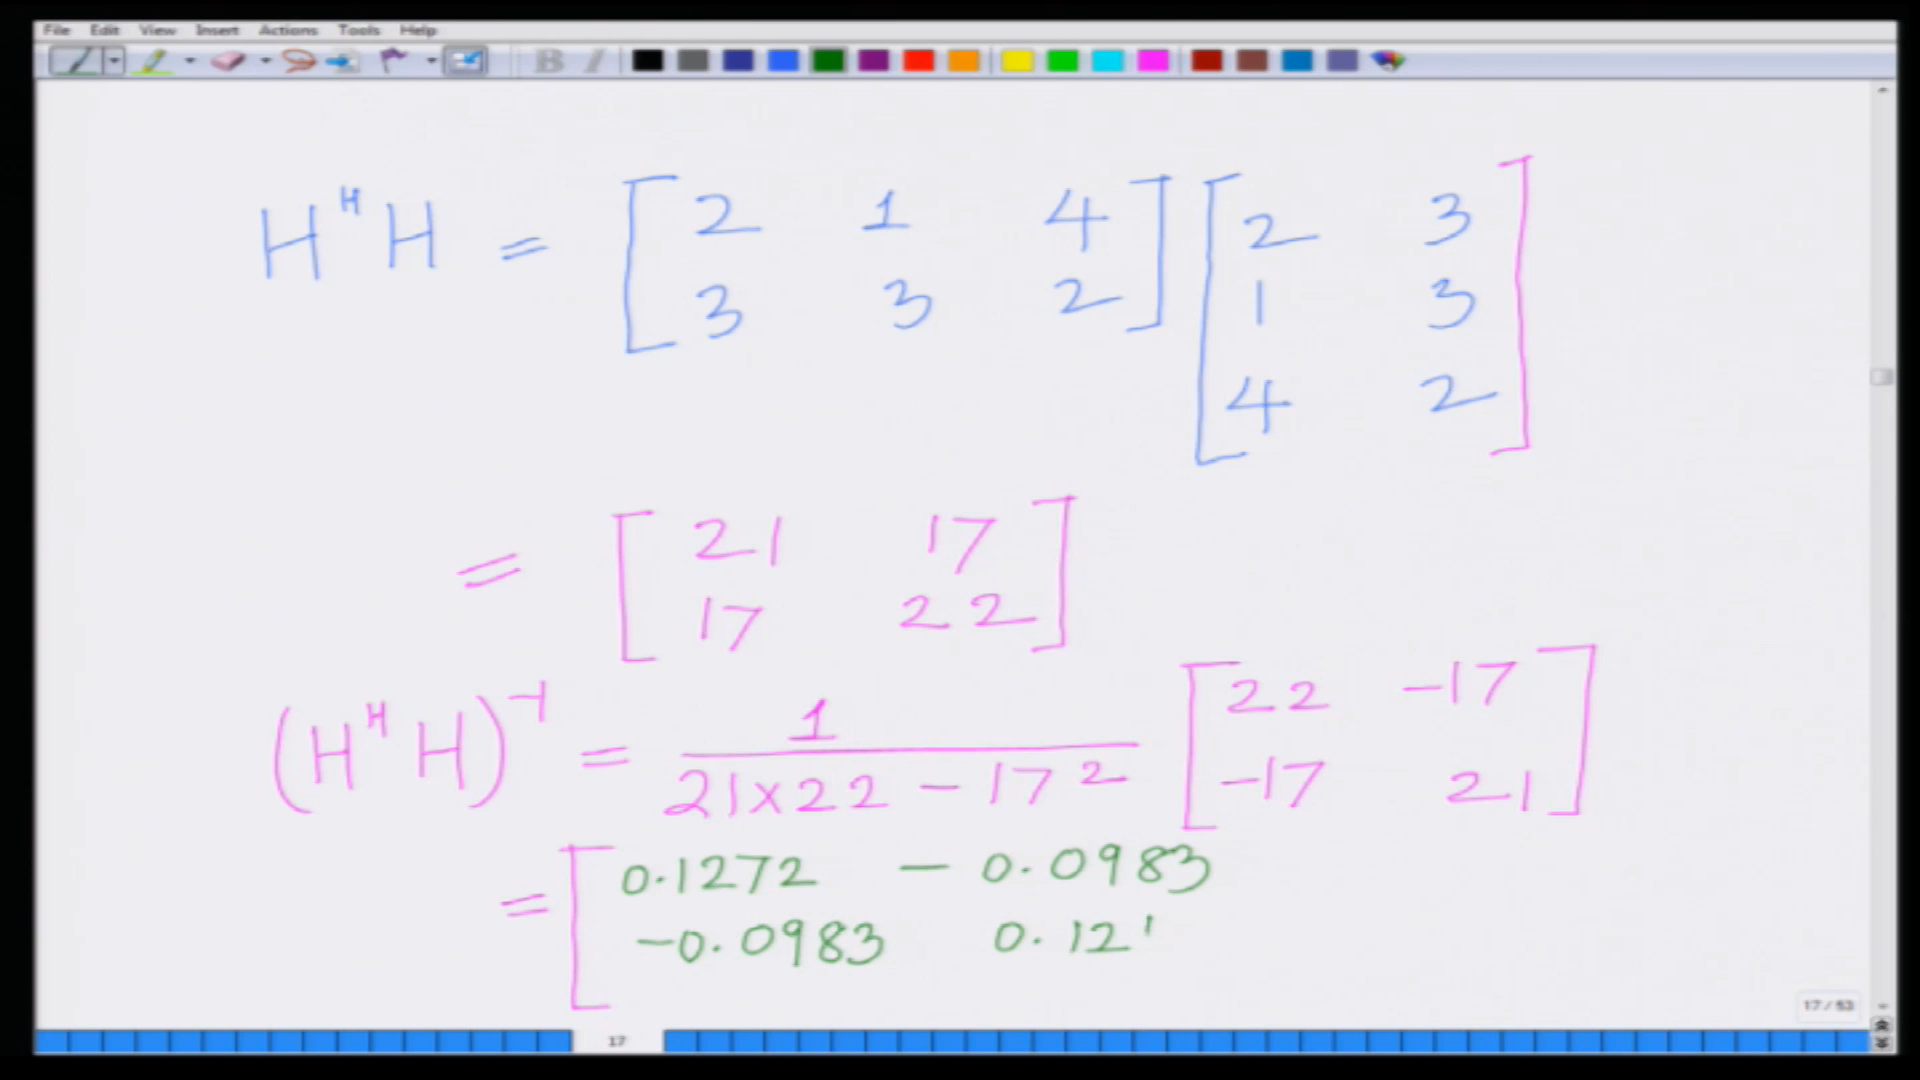 File Edit View Insert Actions Tools Help
B I
H^H H = [2 1 4 [2 3
3 3 2] 1 3
4 2]
= [21 17
17 22]
(H^H H)^-1 = 1 / (21x22 - 17^2) [22 -17
-17 21]
= [0.1272 - 0.0983
-0.0983 0.12
17 / 53
17